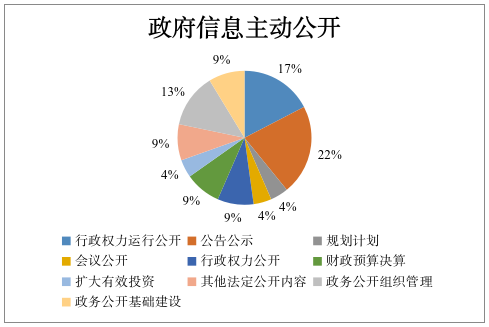 政府信息主动公开
9%
17%
13%
22%
9%
4%
4%
9%
9%
4%
行政权力运行公开 公告公示 规划计划
会议公开 行政权力公开 财政预算决算
扩大有效投资 其他法定公开内容 政务公开组织管理
政务公开基础建设